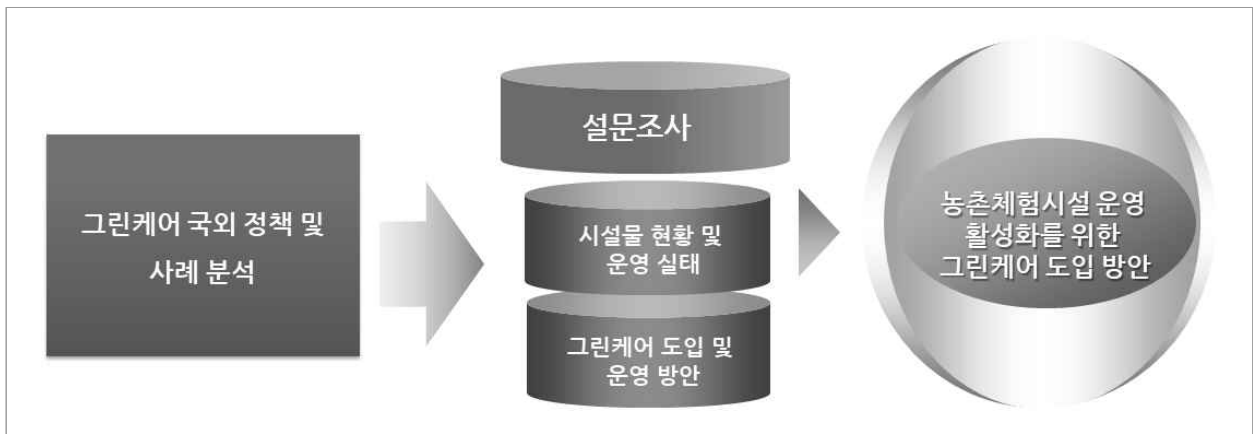 그린케어 국외 정책 및
사례 분석
설문조사
시설물 현황 및
운영 실태
그린케어 도입 및
운영 방안
농촌체험시설 운영
활성화를 위한
그린케어 도입 방안